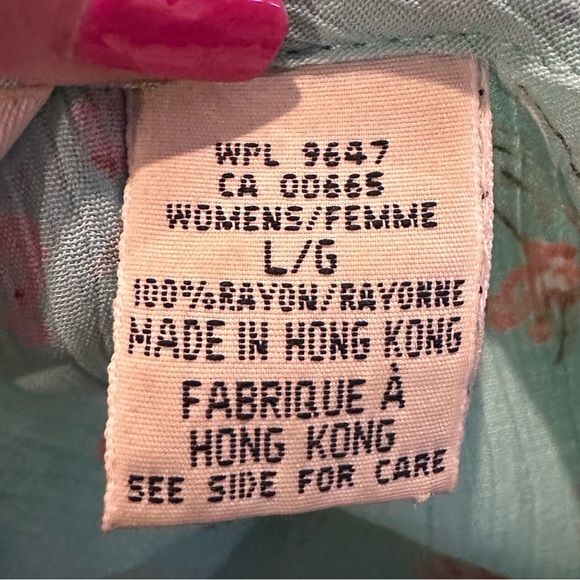 WPL 9647
CA 00665
WOMENS/FEMME
L/G
100%RAYON/RAYONNE
MADE IN HONG KONG
FABRIQUE À
HONG KONG
SEE SIDE FOR CARE